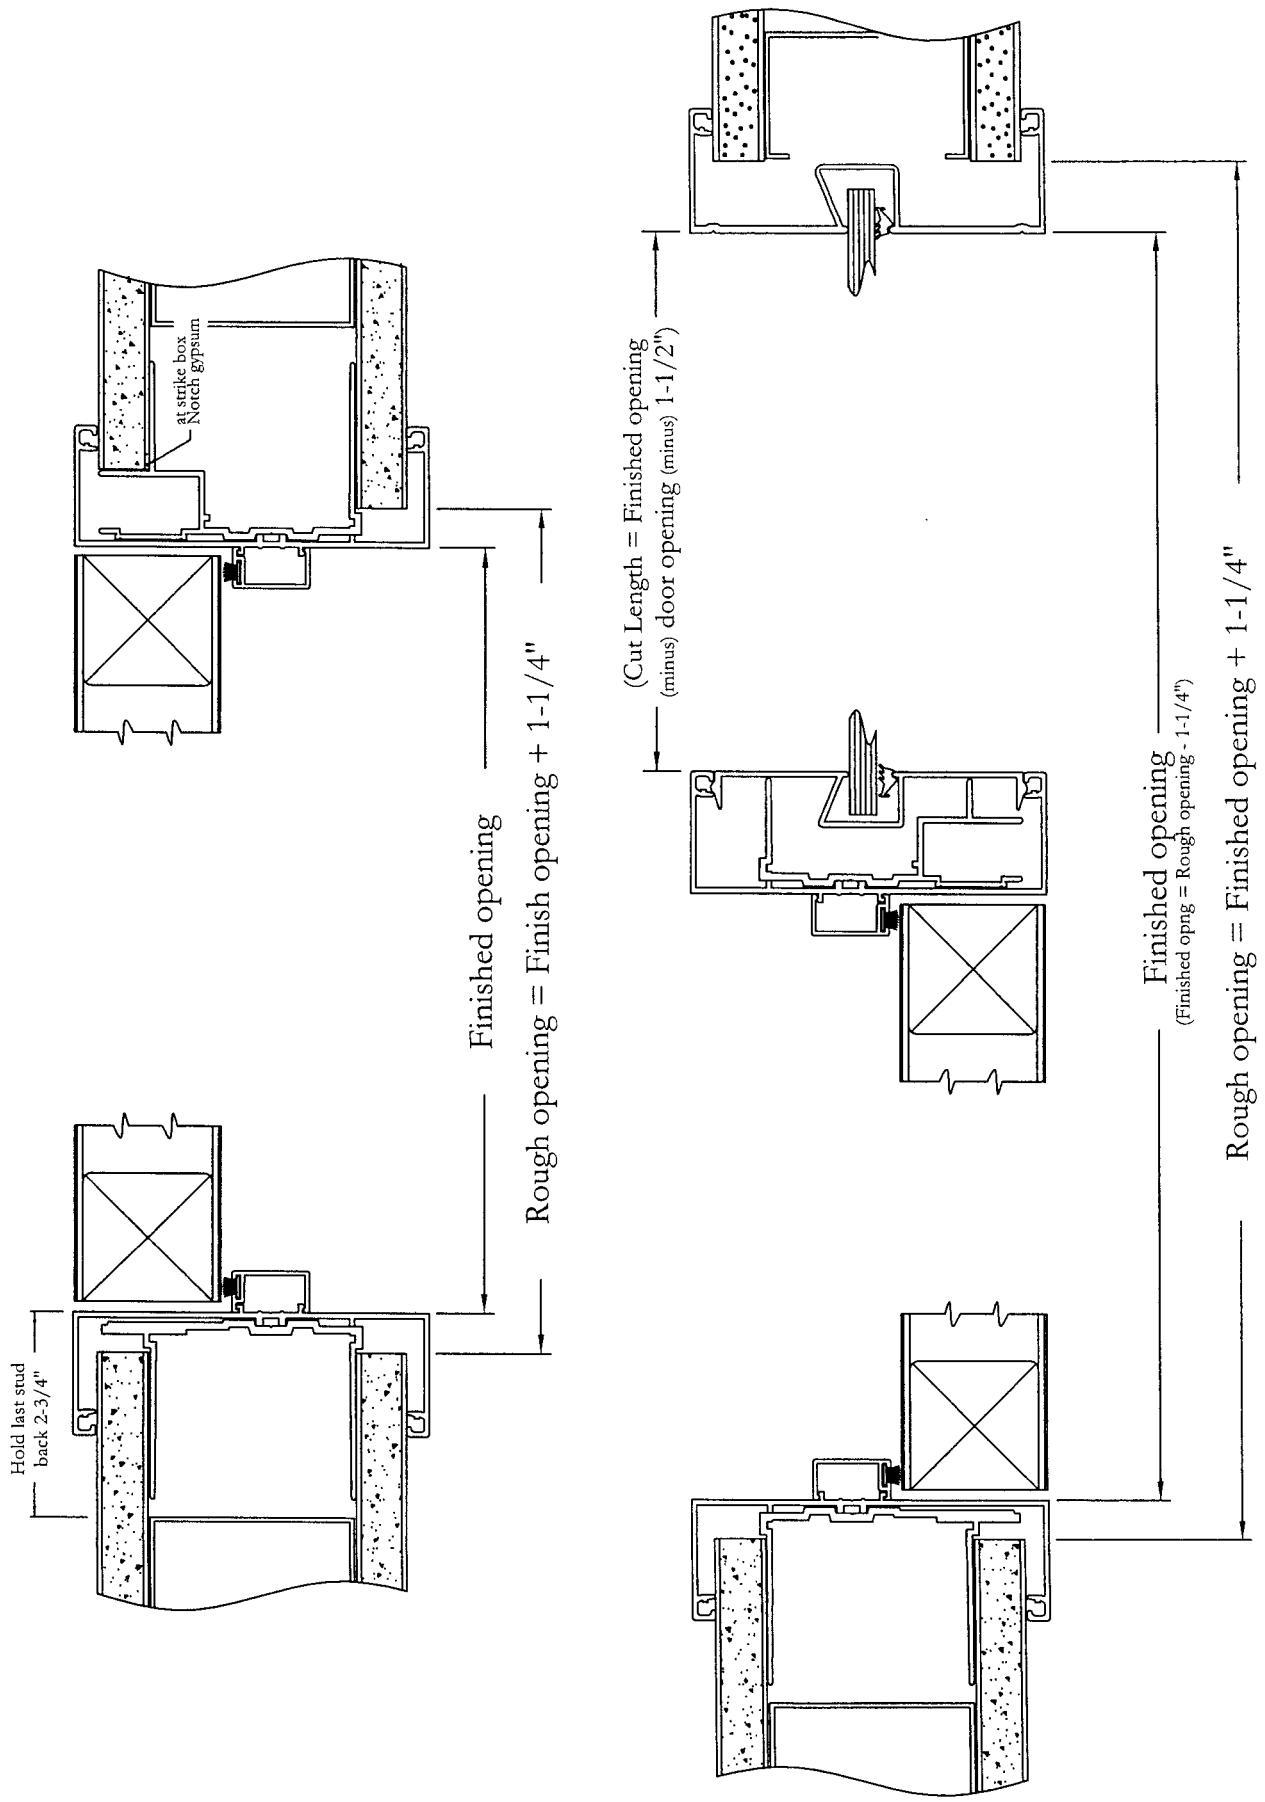 Hold last stud
back 2-3/4"
at strike box
Notch gypsum
Finished opening
Rough opening = Finish opening + 1-1/4"
(Cut Length = Finished opening
(minus) door opening (minus) 1-1/2")
Finished opening
(Finished opng = Rough opening - 1-1/4")
Rough opening = Finished opening + 1-1/4"